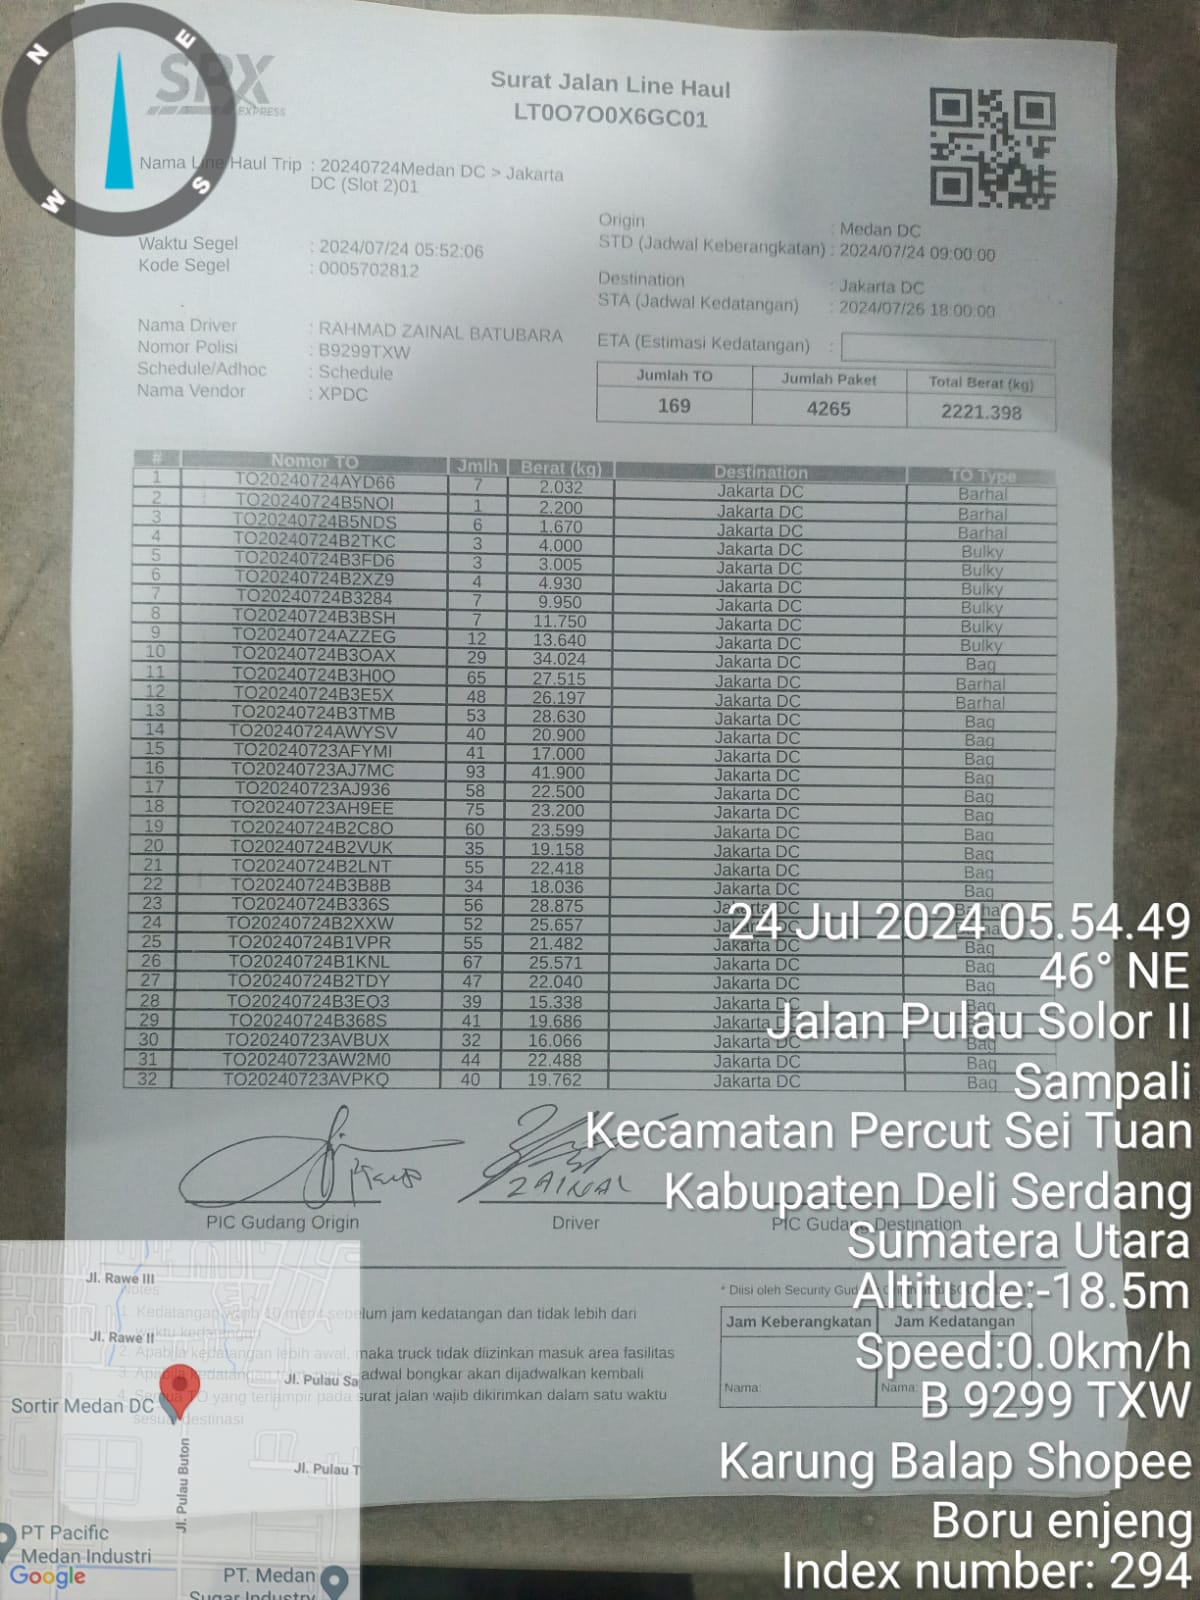 N
E
S
W
SPX
EXPRESS
Surat Jalan Line Haul
LT0O7O0X6GC01
Nama Line Haul Trip : 20240724Medan DC > Jakarta
DC (Slot 2)01
Waktu Segel : 2024/07/24 05:52:06
Kode Segel : 0005702812
Origin : Medan DC
STD (Jadwal Keberangkatan) : 2024/07/24 09:00:00
Destination : Jakarta DC
STA (Jadwal Kedatangan) : 2024/07/26 18:00:00
Nama Driver : RAHMAD ZAINAL BATUBARA
Nomor Polisi : B9299TXW
Schedule/Adhoc : Schedule
Nama Vendor : XPDC
ETA (Estimasi Kedatangan) :
Jumlah TO Jumlah Paket Total Berat (kg)
169 4265 2221.398
# Nomor TO Jmlh Berat (kg) Destination TO Type
1 TO20240724AYD66 7 2.032 Jakarta DC Barhal
2 TO20240724B5NOI 1 2.200 Jakarta DC Barhal
3 TO20240724B5NDS 6 1.670 Jakarta DC Barhal
4 TO20240724B2TKC 3 4.000 Jakarta DC Bulky
5 TO20240724B3FD6 3 3.005 Jakarta DC Bulky
6 TO20240724B2XZ9 4 4.930 Jakarta DC Bulky
7 TO20240724B3284 7 9.950 Jakarta DC Bulky
8 TO20240724B3BSH 7 11.750 Jakarta DC Bulky
9 TO20240724AZZEG 12 13.640 Jakarta DC Bulky
10 TO20240724B3OAX 29 34.024 Jakarta DC Bag
11 TO20240724B3H0Q 65 27.515 Jakarta DC Barhal
12 TO20240724B3E5X 48 26.197 Jakarta DC Barhal
13 TO20240724B3TMB 53 28.630 Jakarta DC Bag
14 TO20240724AWYSV 40 20.900 Jakarta DC Bag
15 TO20240723AFYMI 41 17.000 Jakarta DC Bag
16 TO20240723AJ7MC 93 41.900 Jakarta DC Bag
17 TO20240723AJ936 58 22.500 Jakarta DC Bag
18 TO20240723AH9EE 75 23.200 Jakarta DC Bag
19 TO20240724B2C8O 60 23.599 Jakarta DC Bag
20 TO20240724B2VUK 35 19.158 Jakarta DC Bag
21 TO20240724B2LNT 55 22.418 Jakarta DC Bag
22 TO20240724B3B8B 34 18.036 Jakarta DC Bag
23 TO20240724B336S 56 28.875 Jakarta DC Barhal
24 TO20240724B2XXW 52 25.657 Jakarta DC
25 TO20240724B1VPR 55 21.482 Jakarta DC Bag
26 TO20240724B1KNL 67 25.571 Jakarta DC Bag
27 TO20240724B2TDY 47 22.040 Jakarta DC Bag
28 TO20240724B3EQ3 39 15.338 Jakarta DC Bag
29 TO20240724B368S 41 19.686 Jakarta DC
30 TO20240723AVBUX 32 16.066 Jakarta DC Bag
31 TO20240723AW2M0 44 22.488 Jakarta DC Bag
32 TO20240723AVPKQ 40 19.762 Jakarta DC Bag
24 Jul 2024 05.54.49
46° NE
Jalan Pulau Solor II
Sampali
Kecamatan Percut Sei Tuan
Kabupaten Deli Serdang
Sumatera Utara
Altitude:-18.5m
Speed:0.0km/h
B 9299 TXW
Karung Balap Shopee
Boru enjeng
Index number: 294
ZAINAL
PIC Gudang Origin Driver PIC Gudang Destination
Notes
1. Kedatangan wajib 10 menit sebelum jam kedatangan dan tidak lebih dari
waktu kedatangan
2. Apabila kedatangan lebih awal, maka truck tidak diizinkan masuk area fasilitas
3. Apabila kedatangan jadwal bongkar akan dijadwalkan kembali
4. Semua TO yang terlampir pada surat jalan wajib dikirimkan dalam satu waktu
sesuai destinasi
* Diisi oleh Security
Jam Keberangkatan Jam Kedatangan
Nama: Nama:
Jl. Rawe III
Jl. Rawe II
Jl. Pulau Sa
Sortir Medan DC
Jl. Pulau Buton
Jl. Pulau T
PT Pacific
Medan Industri
Google
PT. Medan
Sugar Industry